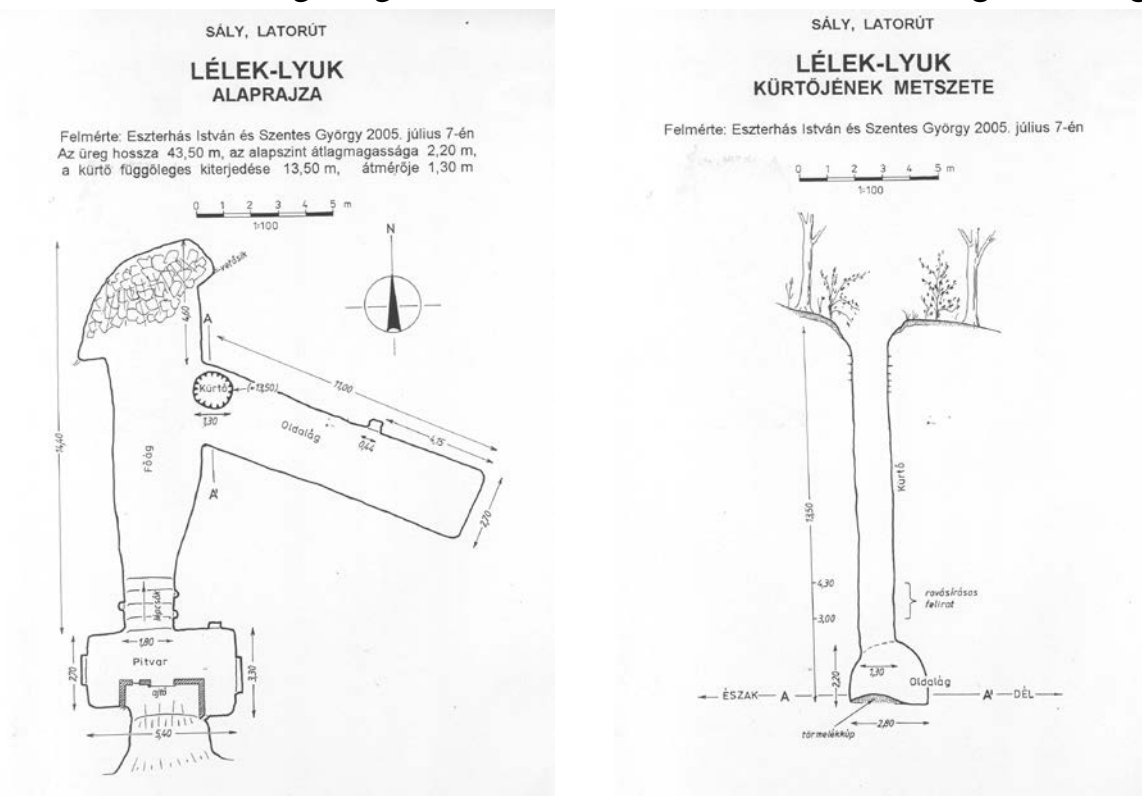 SÁLY, LATORÚT
LÉLEK-LYUK
ALAPRAJZA
Felmérte: Eszterhás István és Szentes György 2005. július 7-én
Az üreg hossza 43,50 m, az alapszint átlagmagassága 2,20 m,
a kürtő függőleges kiterjedése 13,50 m, átmérője 1,30 m
0 1 2 3 4 5 m
1:100
N
vetősík
4,60
A
Kürtő
(+13,50)
1,30
11,00
Oldalág
0,44
4,15
2,70
14,40
Főág
A'
lépcsők
1,80
Pitvar
2,70
3,30
ajtó
5,40
SÁLY, LATORÚT
LÉLEK-LYUK
KÜRTŐJÉNEK METSZETE
Felmérte: Eszterhás István és Szentes György 2005. július 7-én
0 1 2 3 4 5 m
1:100
13,50
Kürtő
4,30
3,00
rovásírásos
felirat
2,20
1,30
Oldalág
ÉSZAK A
A' DÉL
2,80
törmelékkúp